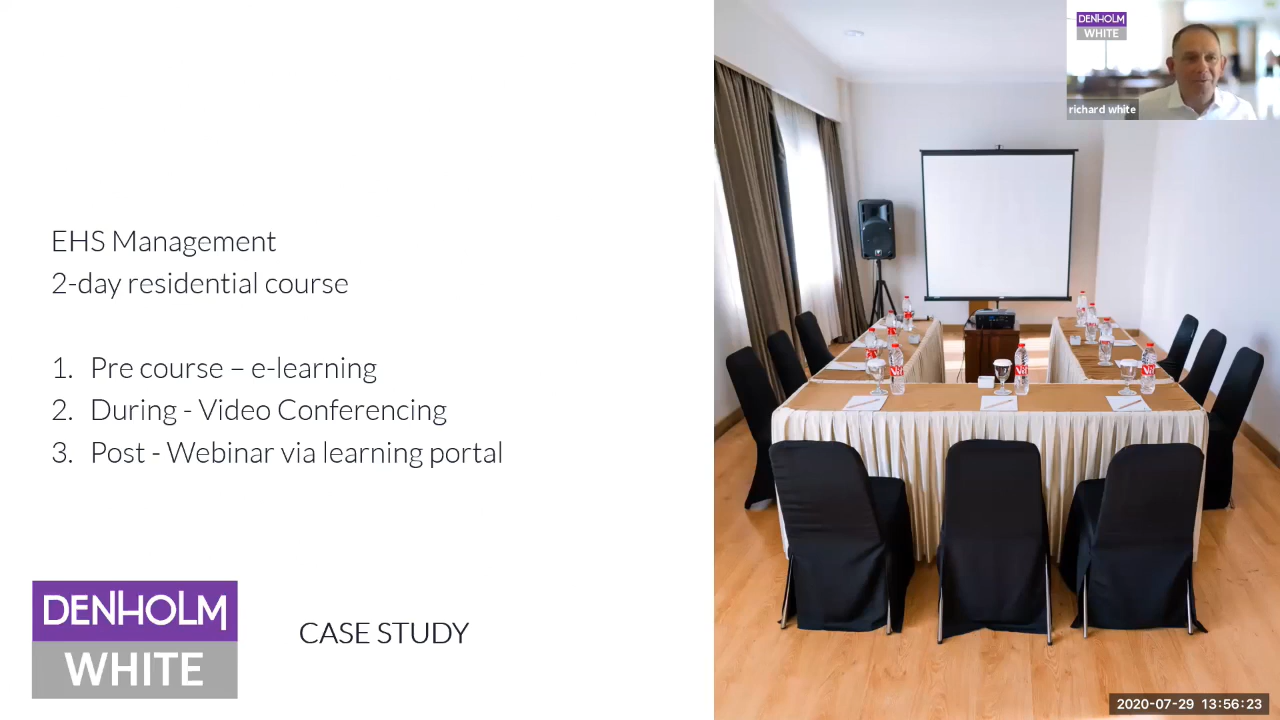 DENHOLM
WHITE
richard white
EHS Management
2-day residential course
1. Pre course – e-learning
2. During - Video Conferencing
3. Post - Webinar via learning portal
DENHOLM
WHITE
CASE STUDY
2020-07-29 13:56:23